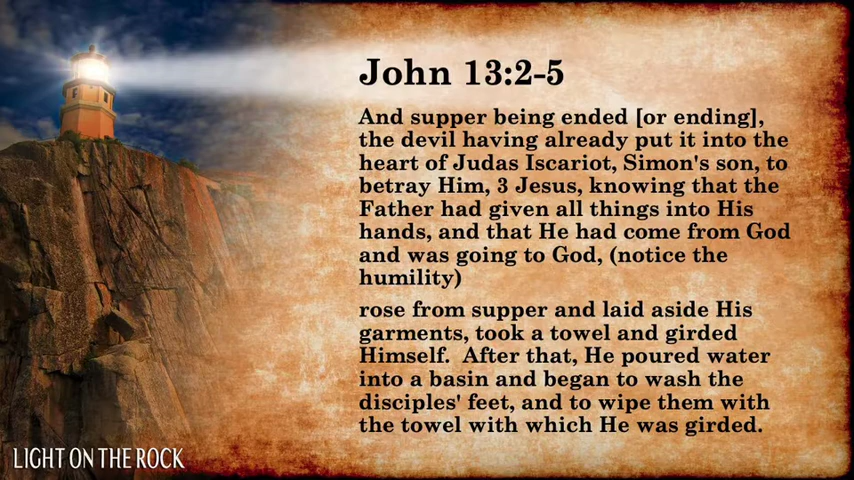 John 13:2-5
And supper being ended [or ending],
the devil having already put it into the
heart of Judas Iscariot, Simon's son, to
betray Him, 3 Jesus, knowing that the
Father had given all things into His
hands, and that He had come from God
and was going to God, (notice the
humility)
rose from supper and laid aside His
garments, took a towel and girded
Himself.  After that, He poured water
into a basin and began to wash the
disciples' feet, and to wipe them with
the towel with which He was girded.
LIGHT ON THE ROCK